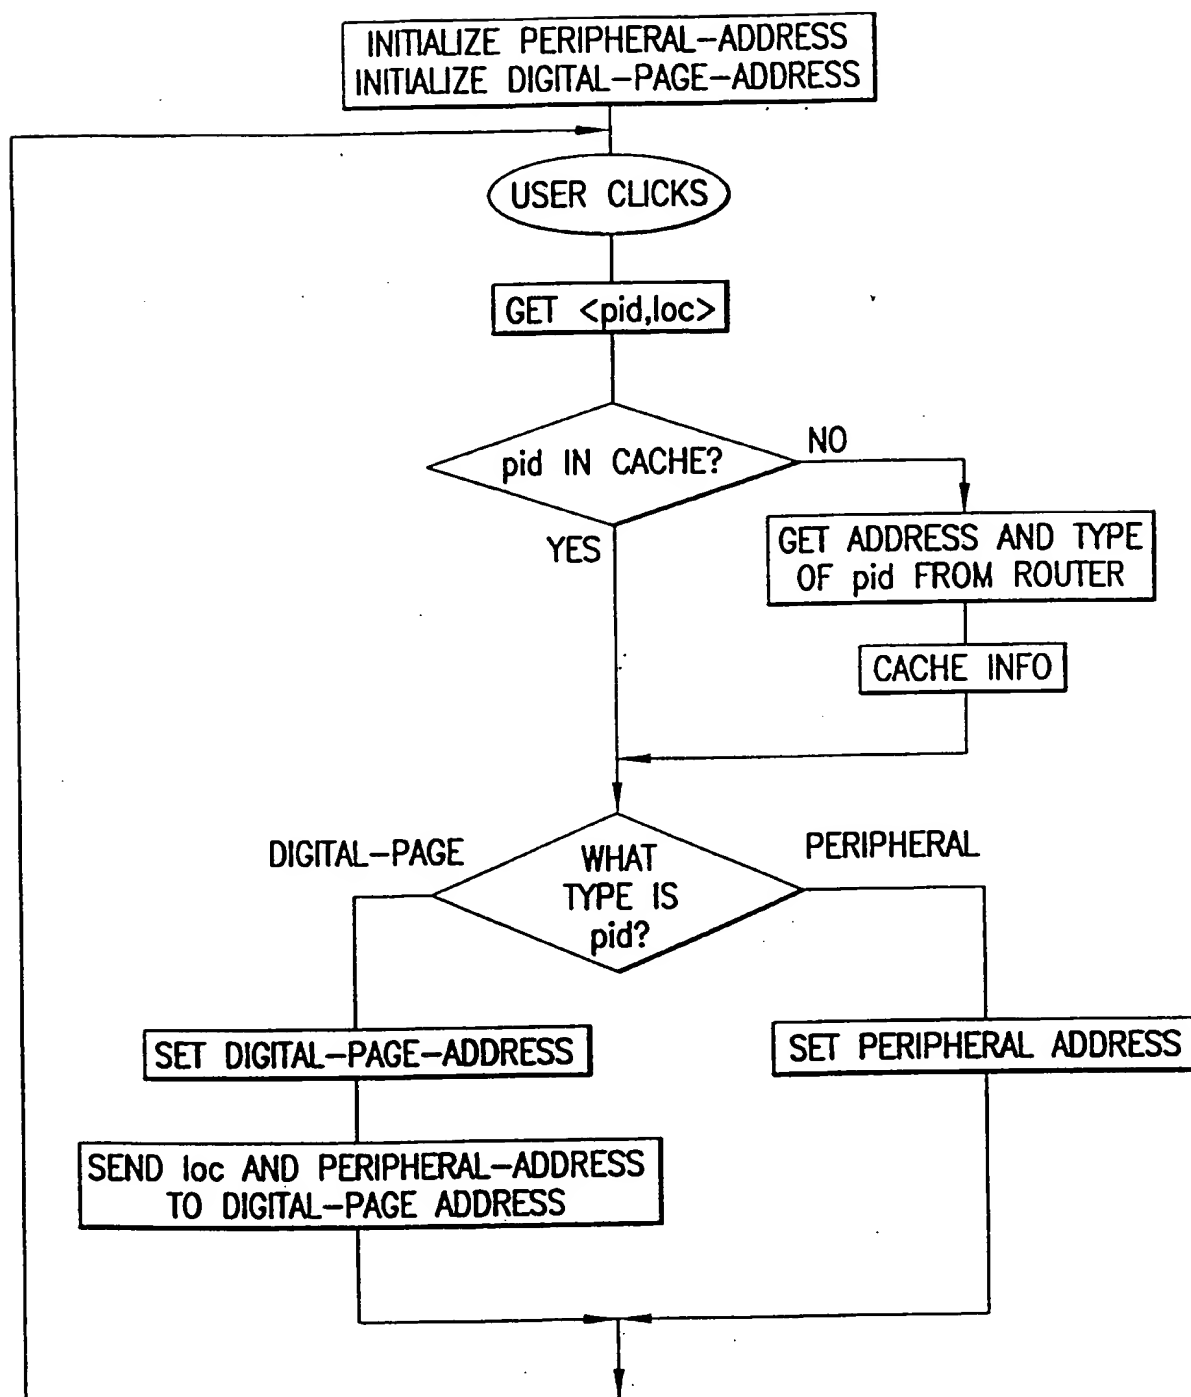 INITIALIZE PERIPHERAL-ADDRESS
INITIALIZE DIGITAL-PAGE-ADDRESS
USER CLICKS
GET <pid,loc>
pid IN CACHE?
NO
YES
GET ADDRESS AND TYPE
OF pid FROM ROUTER
CACHE INFO
DIGITAL-PAGE
WHAT
TYPE IS
pid?
PERIPHERAL
SET DIGITAL-PAGE-ADDRESS
SET PERIPHERAL ADDRESS
SEND loc AND PERIPHERAL-ADDRESS
TO DIGITAL-PAGE ADDRESS